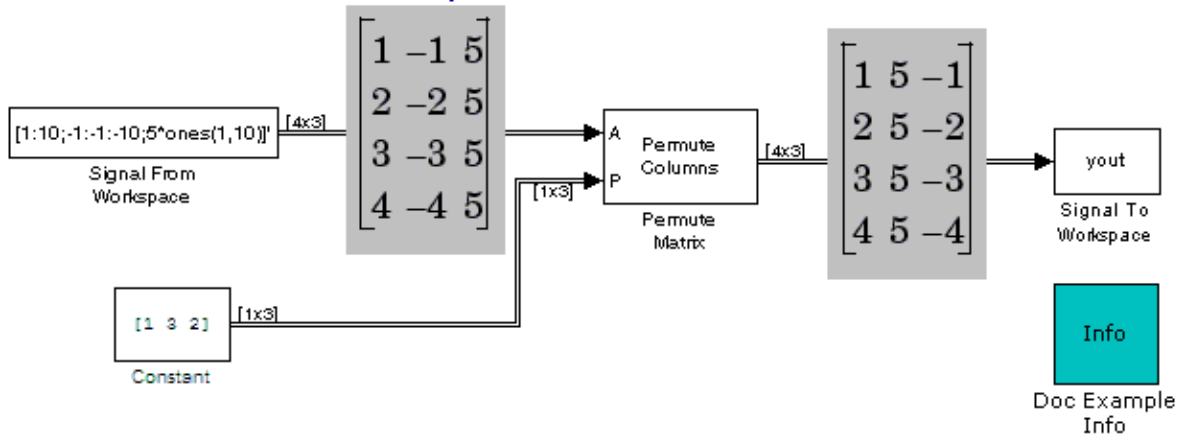 [1:10;-1:-1:-10;5*ones(1,10)]'
Signal From
Workspace
[4x3]
1 −1 5
2 −2 5
3 −3 5
4 −4 5
[1x3]
A
P
Permute
Columns
Permute
Matrix
[4x3]
1 5 −1
2 5 −2
3 5 −3
4 5 −4
yout
Signal To
Workspace
[1 3 2]
[1x3]
Constant
Info
Doc Example
Info